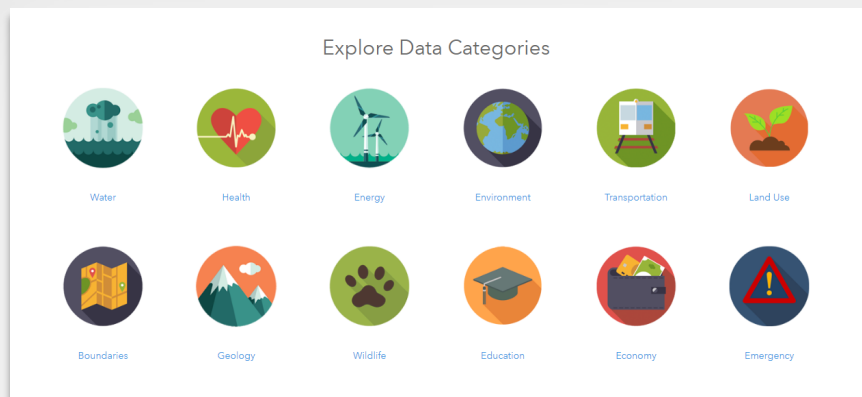 Explore Data Categories
Water Health Energy Environment Transportation Land Use
Boundaries Geology Wildlife Education Economy Emergency